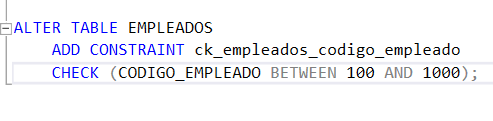 ALTER TABLE EMPLEADOS
ADD CONSTRAINT ck_empleados_codigo_empleado
CHECK (CODIGO_EMPLEADO BETWEEN 100 AND 1000);